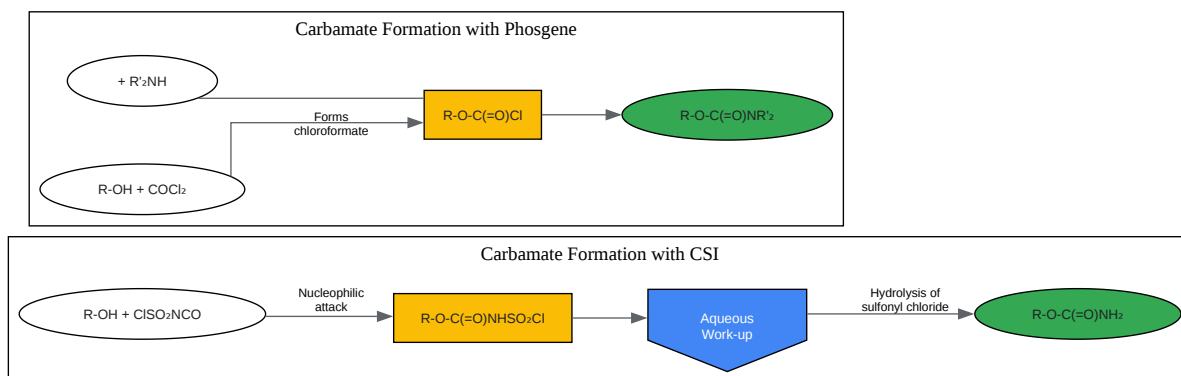 Carbamate Formation with Phosgene
+ R'₂NH
Forms
chloroformate
R-O-C(=O)Cl
R-O-C(=O)NR'₂
R-OH + COCl₂
Carbamate Formation with CSI
R-OH + ClSO₂NCO
Nucleophilic
attack
R-O-C(=O)NHSO₂Cl
Aqueous
Work-up
Hydrolysis of
sulfonyl chloride
R-O-C(=O)NH₂